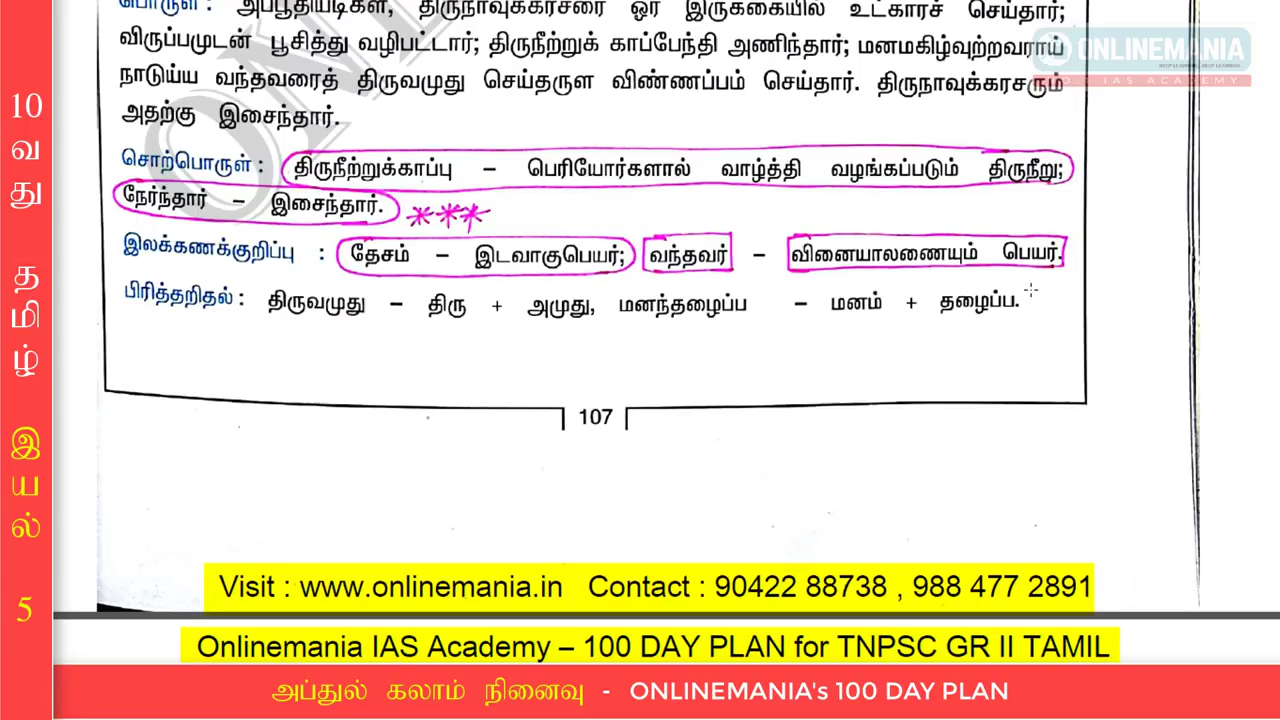 பொருள் : அப்பூதியடிகள், திருநாவுக்கரசரை ஓர் இருக்கையில் உட்காரச் செய்தார்;
விருப்பமுடன் பூசித்து வழிபட்டார்; திருநீற்றுக் காப்பேந்தி அணிந்தார்; மனமகிழ்வுற்றவராய்
நாடுய்ய வந்தவரைத் திருவமுது செய்தருள விண்ணப்பம் செய்தார். திருநாவுக்கரசரும்
அதற்கு இசைந்தார்.
ONLINEMANIA
IAS ACADEMY
சொற்பொருள் : திருநீற்றுக்காப்பு – பெரியோர்களால் வாழ்த்தி வழங்கப்படும் திருநீறு;
நேர்ந்தார் – இசைந்தார்.
இலக்கணக்குறிப்பு : தேசம் – இடவாகுபெயர்; வந்தவர் – வினையாலணையும் பெயர்.
பிரித்தறிதல் : திருவமுது – திரு + அமுது, மனந்தழைப்ப – மனம் + தழைப்ப.
107
10வது தமிழ் இயல் 5
Visit : www.onlinemania.in Contact : 90422 88738 , 988 477 2891
Onlinemania IAS Academy – 100 DAY PLAN for TNPSC GR II TAMIL
அப்துல் கலாம் நினைவு - ONLINEMANIA's 100 DAY PLAN